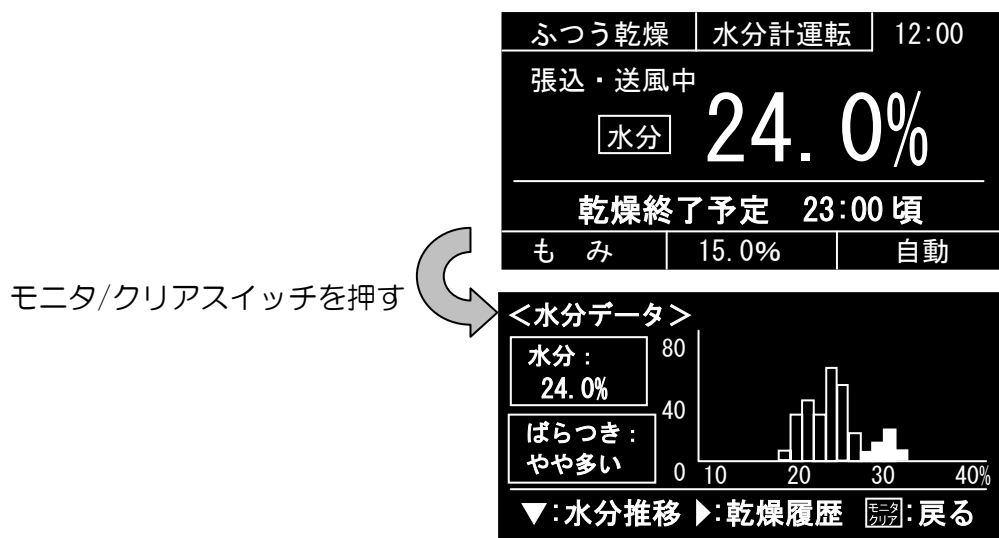 ふつう乾燥 水分計運転 12:00
張込・送風中
水分 24.0%
乾燥終了予定 23:00頃
もみ 15.0% 自動
モニタ/クリアスイッチを押す
＜水分データ＞
水分：
24.0%
ばらつき：
やや多い
80
40
0
10 20 30 40%
▼:水分推移 ▶:乾燥履歴 モニタクリア:戻る